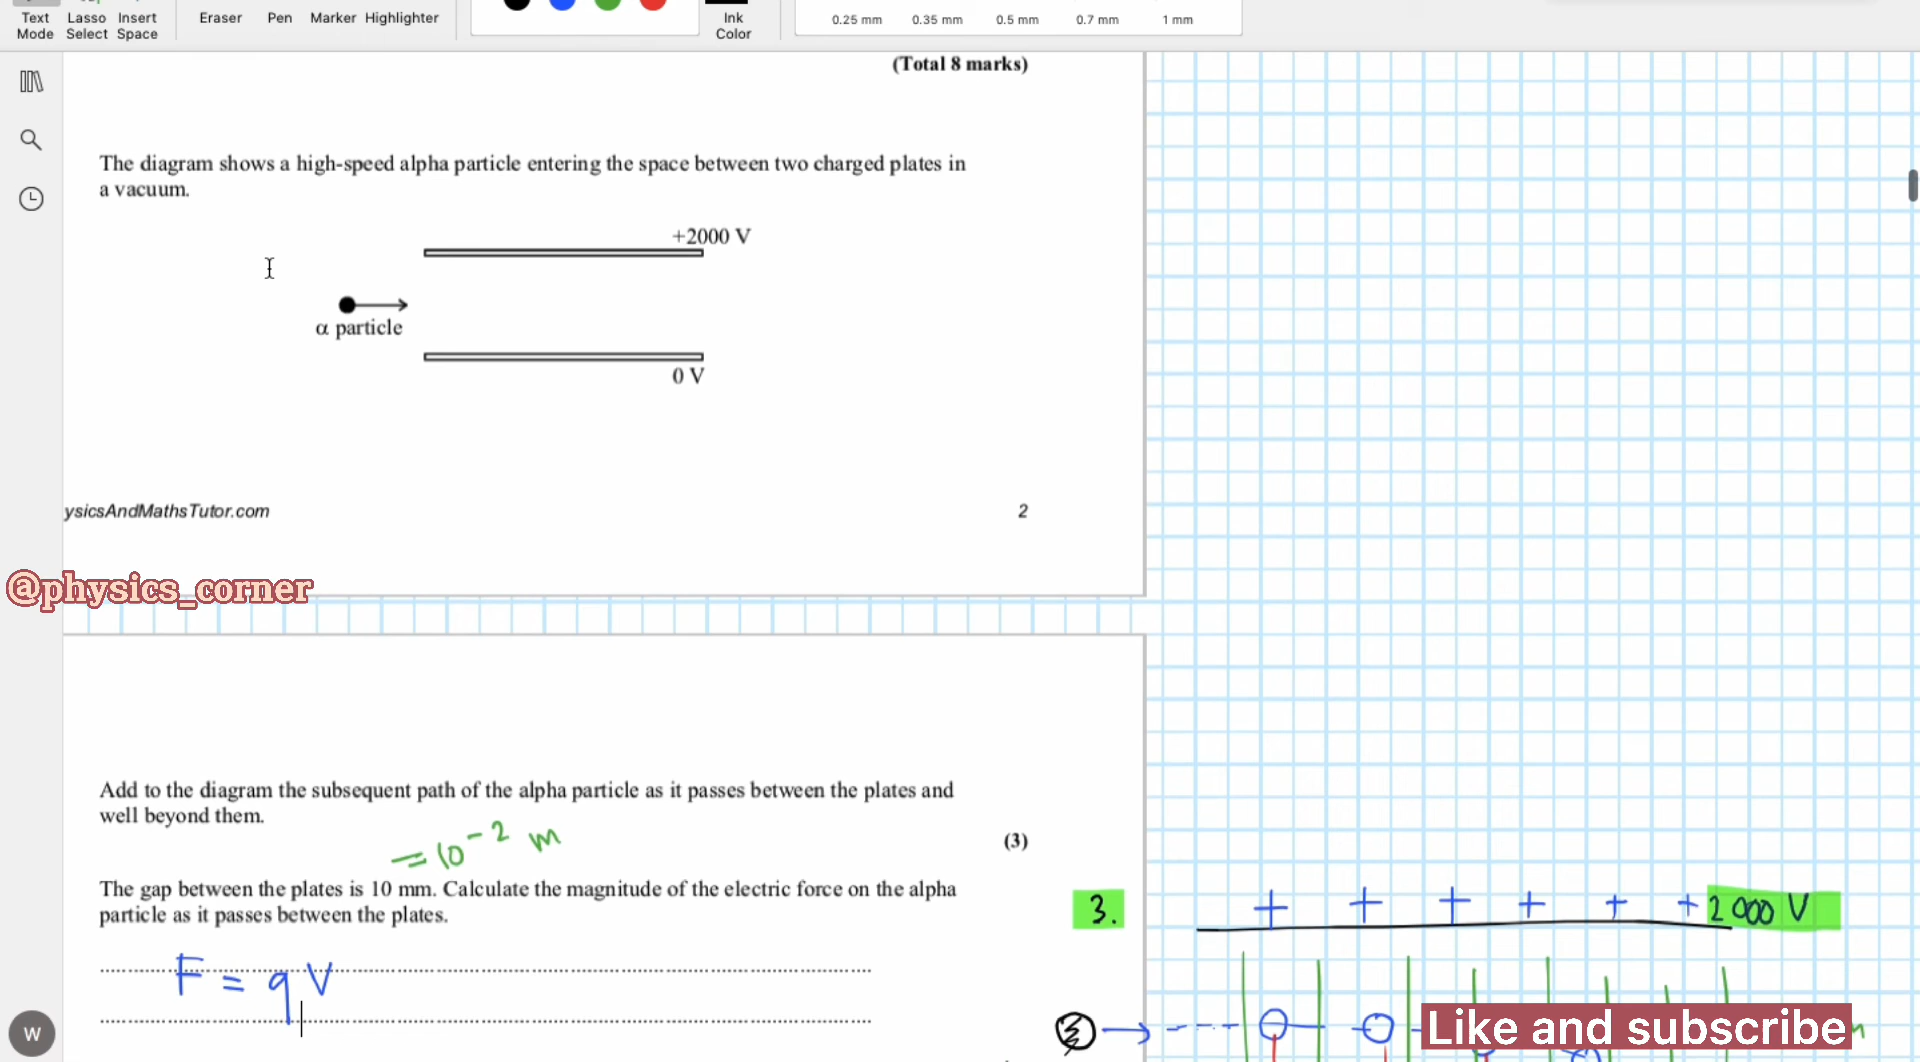 Text Mode
Lasso Select
Insert Space
Eraser
Pen
Marker
Highlighter
Ink Color
0.25 mm
0.35 mm
0.5 mm
0.7 mm
1 mm
(Total 8 marks)
The diagram shows a high-speed alpha particle entering the space between two charged plates in
a vacuum.
+2000 V
α particle
0 V
ysicsAndMathsTutor.com
2
@physics_corner
Add to the diagram the subsequent path of the alpha particle as it passes between the plates and
well beyond them.
(3)
= 10⁻² m
The gap between the plates is 10 mm. Calculate the magnitude of the electric force on the alpha
particle as it passes between the plates.
F = qV
3.
+ + + + + + 2000 V
W
Like and subscribe